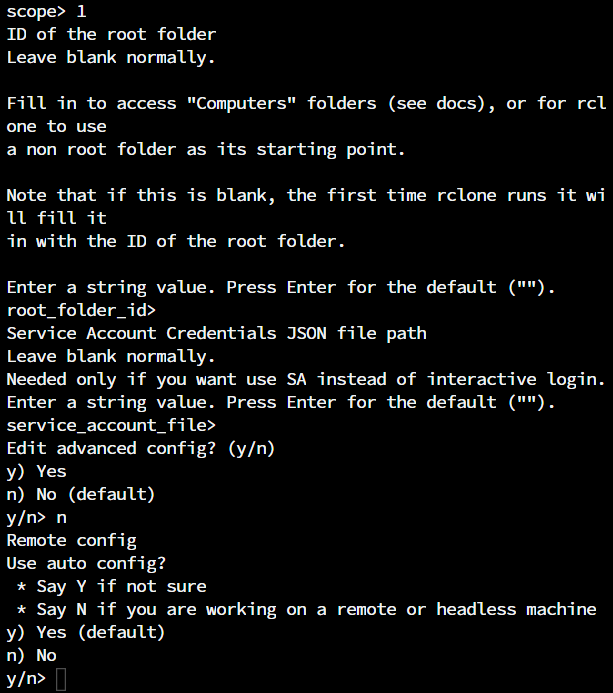 scope> 1
ID of the root folder
Leave blank normally.
Fill in to access "Computers" folders (see docs), or for rcl
one to use
a non root folder as its starting point.
Note that if this is blank, the first time rclone runs it wi
ll fill it
in with the ID of the root folder.
Enter a string value. Press Enter for the default ("").
root_folder_id>
Service Account Credentials JSON file path
Leave blank normally.
Needed only if you want use SA instead of interactive login.
Enter a string value. Press Enter for the default ("").
service_account_file>
Edit advanced config? (y/n)
y) Yes
n) No (default)
y/n> n
Remote config
Use auto config?
 * Say Y if not sure
 * Say N if you are working on a remote or headless machine
y) Yes (default)
n) No
y/n>